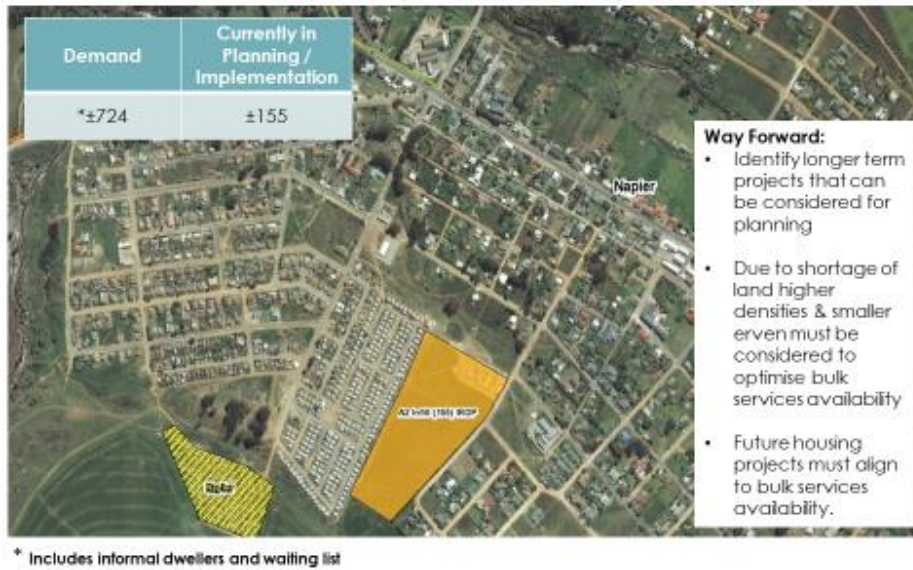 Demand
Currently in
Planning /
Implementation
*±724
±155
Napier
Way Forward:
• Identify longer term
projects that can
be considered for
planning
• Due to shortage of
land higher
densities & smaller
erven must be
considered to
optimise bulk
services availability
• Future housing
projects must align
to bulk services
availability.
(155)
* Includes informal dwellers and waiting list